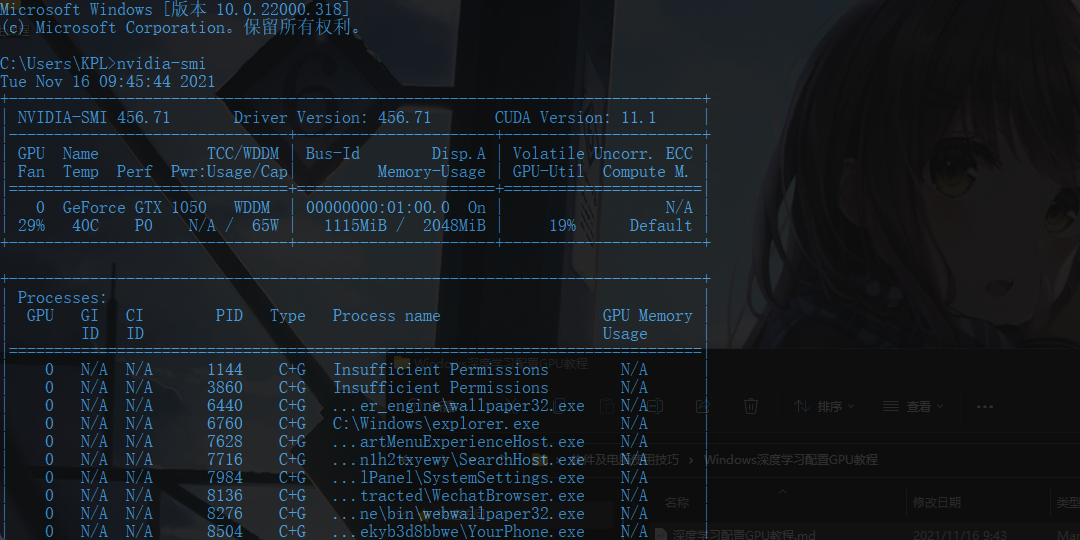 Microsoft Windows [版本 10.0.22000.318]
(c) Microsoft Corporation。保留所有权利。
C:\Users\KPL>nvidia-smi
Tue Nov 16 09:45:44 2021
+-----------------------------------------------------------------------------+
| NVIDIA-SMI 456.71       Driver Version: 456.71       CUDA Version: 11.1     |
|-------------------------------+----------------------+----------------------+
| GPU  Name            TCC/WDDM | Bus-Id        Disp.A | Volatile Uncorr. ECC |
| Fan  Temp  Perf  Pwr:Usage/Cap|         Memory-Usage | GPU-Util  Compute M. |
|===============================+======================+======================|
|   0  GeForce GTX 1050   WDDM  | 00000000:01:00.0  On |                  N/A |
| 29%   40C    P0    N/A /  65W |   1115MiB /  2048MiB |     19%      Default |
+-------------------------------+----------------------+----------------------+
+-----------------------------------------------------------------------------+
| Processes:                                                                  |
|  GPU   GI   CI        PID   Type   Process name                  GPU Memory |
|        ID   ID                                                   Usage      |
|=============================================================================|
|    0   N/A  N/A      1144    C+G   Insufficient Permissions        N/A      |
|    0   N/A  N/A      3860    C+G   Insufficient Permissions        N/A      |
|    0   N/A  N/A      6440    C+G   ...er_engine\wallpaper32.exe    N/A      |
|    0   N/A  N/A      6760    C+G   C:\Windows\explorer.exe         N/A      |
|    0   N/A  N/A      7628    C+G   ...artMenuExperienceHost.exe    N/A      |
|    0   N/A  N/A      7716    C+G   ...n1h2txyewy\SearchHost.exe    N/A      |
|    0   N/A  N/A      7984    C+G   ...lPanel\SystemSettings.exe    N/A      |
|    0   N/A  N/A      8136    C+G   ...tracted\WechatBrowser.exe    N/A      |
|    0   N/A  N/A      8276    C+G   ...ne\bin\webwallpaper32.exe    N/A      |
|    0   N/A  N/A      8504    C+G   ...ekyb3d8bbwe\YourPhone.exe    N/A      |
Windows深度学习配置GPU教程
排序
查看
Windows深度学习配置GPU教程
名称
修改日期
类型
深度学习配置GPU教程.md
2021/11/16 9:43